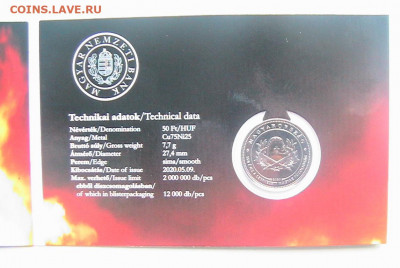 COINS.LAV.RU
MAGYAR NEMZETI BANK
Technikai adatok/Technical data
Névérték/Denomination 50 Ft/HUF
Anyag/Metal Cu75Ni25
Bruttó súly/Gross weight 7,7 g
Átmérő/Diameter 27,4 mm
Perem/Edge sima/smooth
Kibocsátás/Date of issue 2020.05.09.
Max. verhető/Issue limit 2 000 000 db/pcs
ebből díszcsomagolásban/
of which in blisterpackaging 12 000 db/pcs
MAGYARORSZÁG